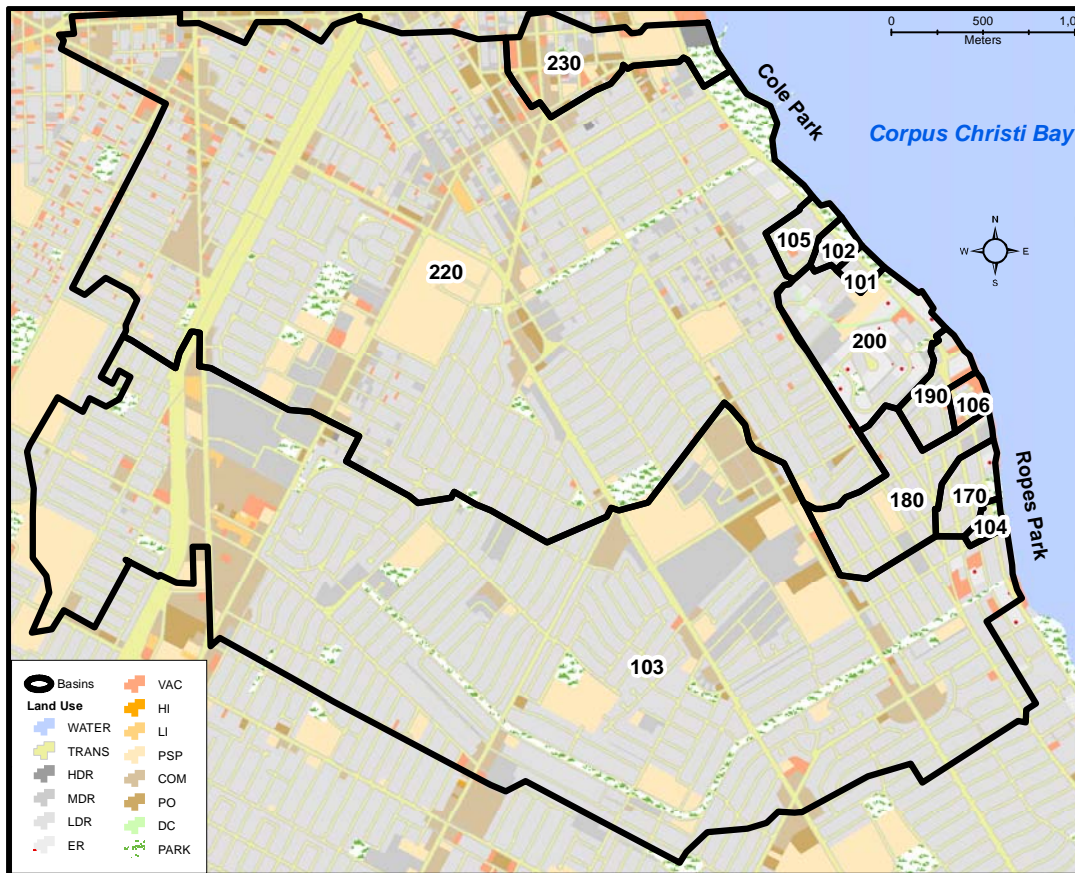 0 500 1,0
Meters
230
Cole Park
Corpus Christi Bay
N
W E
S
105
102
220
101
200
190
106
Ropes Park
180
170
104
103
Basins
Land Use
WATER
TRANS
HDR
MDR
LDR
ER
VAC
HI
LI
PSP
COM
PO
DC
PARK